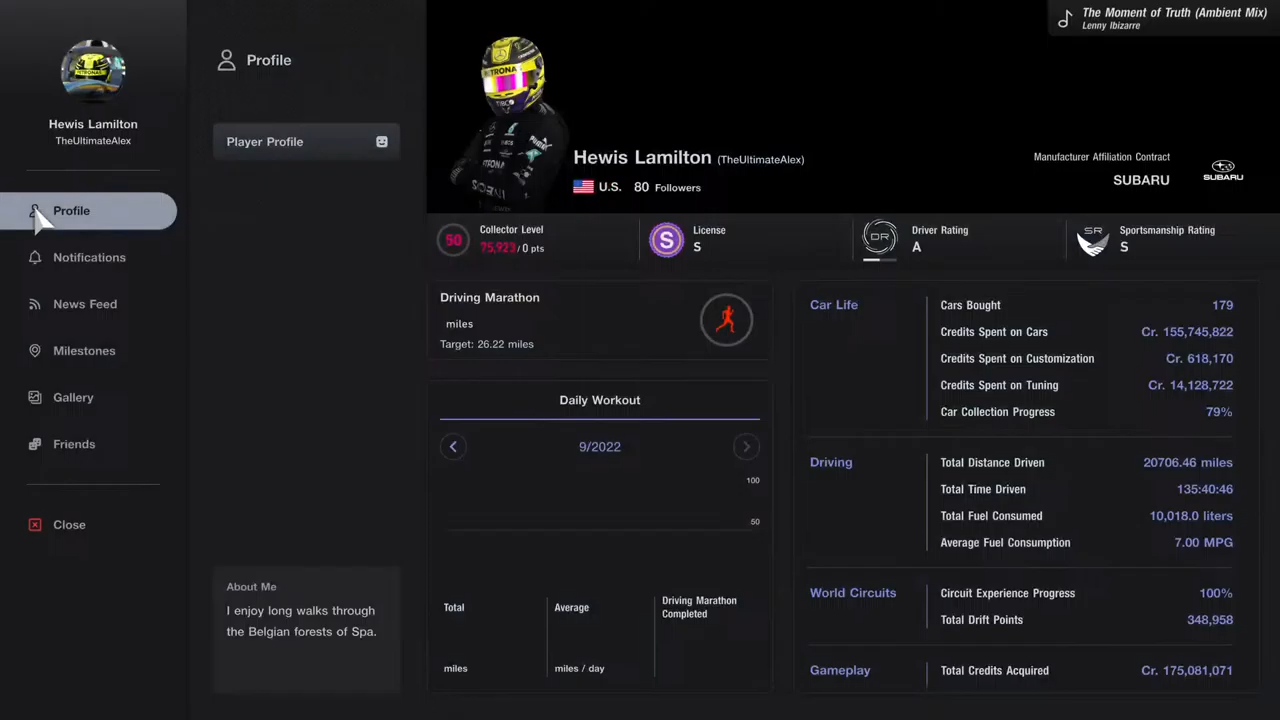 The Moment of Truth (Ambient Mix)
Lenny Ibizarre
Hewis Lamilton
TheUltimateAlex
Profile
Notifications
News Feed
Milestones
Gallery
Friends
Close
Profile
Player Profile
About Me
I enjoy long walks through
the Belgian forests of Spa.
PETRONAS
Hewis Lamilton (TheUltimateAlex)
U.S. 80 Followers
Manufacturer Affiliation Contract
SUBARU
SUBARU
50
Collector Level
75,923 / 0 pts
S
License
S
DR
Driver Rating
A
SR
Sportsmanship Rating
S
Driving Marathon
miles
Target: 26.22 miles
Daily Workout
9/2022
100
50
Total
miles
Average
miles / day
Driving Marathon
Completed
Car Life
Cars Bought 179
Credits Spent on Cars Cr. 155,745,822
Credits Spent on Customization Cr. 618,170
Credits Spent on Tuning Cr. 14,128,722
Car Collection Progress 79%
Driving
Total Distance Driven 20706.46 miles
Total Time Driven 135:40:46
Total Fuel Consumed 10,018.0 liters
Average Fuel Consumption 7.00 MPG
World Circuits
Circuit Experience Progress 100%
Total Drift Points 348,958
Gameplay
Total Credits Acquired Cr. 175,081,071